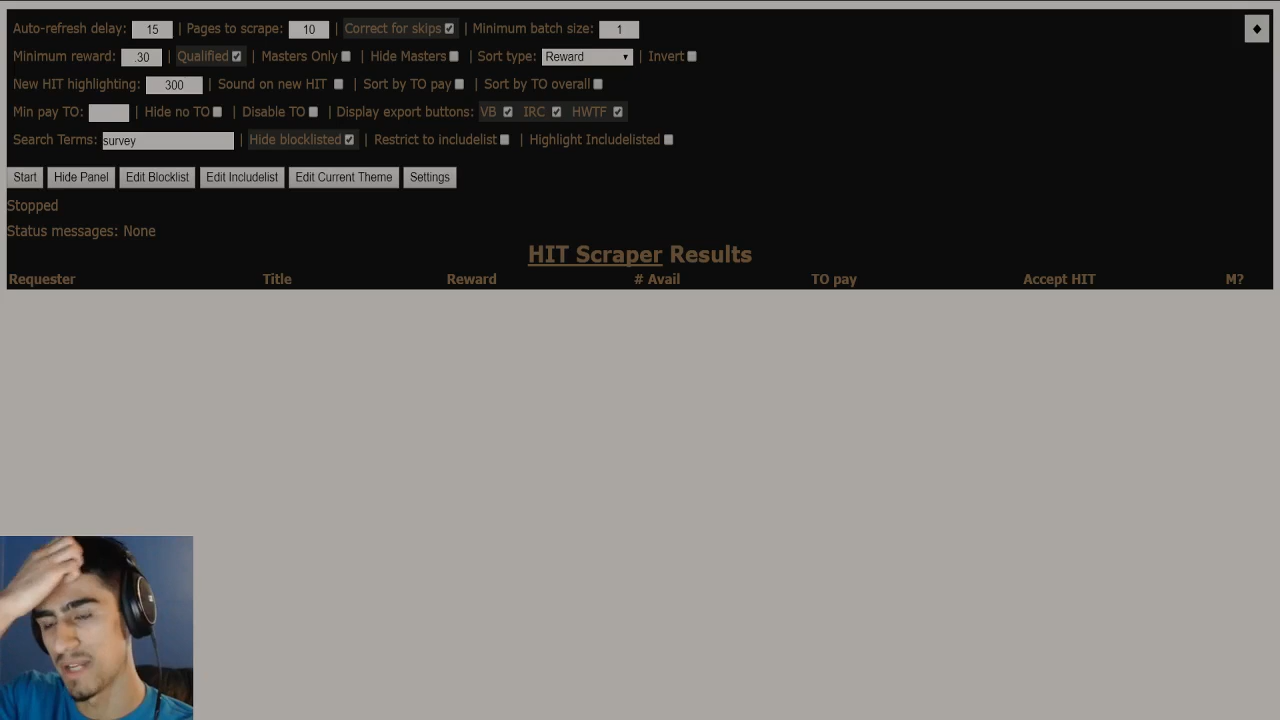 Auto-refresh delay: 15 | Pages to scrape: 10 | Correct for skips | Minimum batch size: 1
Minimum reward: .30 | Qualified | Masters Only | Hide Masters | Sort type: Reward | Invert
New HIT highlighting: 300 | Sound on new HIT | Sort by TO pay | Sort by TO overall
Min pay TO: | Hide no TO | Disable TO | Display export buttons: VB IRC HWTF
Search Terms: survey | Hide blocklisted | Restrict to includelist | Highlight Includelisted
Start Hide Panel Edit Blocklist Edit Includelist Edit Current Theme Settings
Stopped
Status messages: None
HIT Scraper Results
Requester Title Reward # Avail TO pay Accept HIT M?